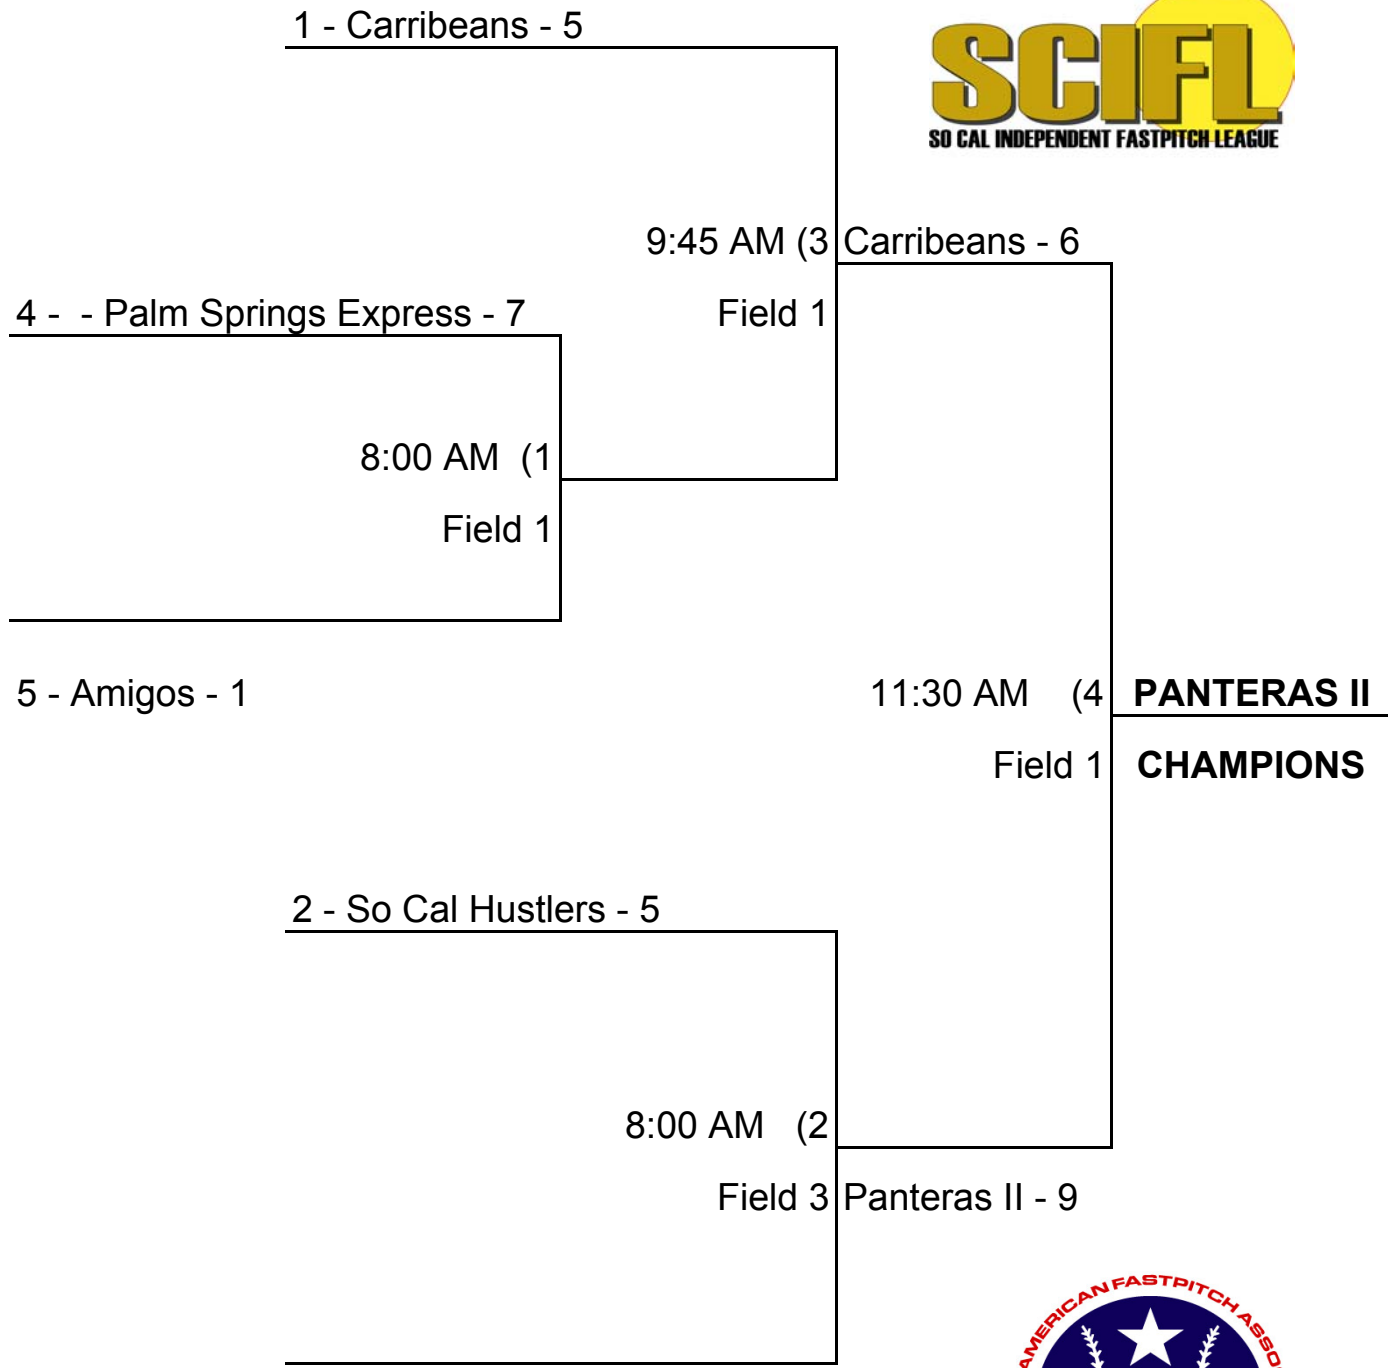 1 - Carribeans - 5
SCIFL
SO CAL INDEPENDENT FASTPITCH LEAGUE
9:45 AM (3
Carribeans - 6
4 -  - Palm Springs Express - 7
Field 1
8:00 AM  (1
Field 1
5 - Amigos - 1
11:30 AM    (4
PANTERAS II
Field 1
CHAMPIONS
2 - So Cal Hustlers - 5
8:00 AM   (2
Field 3
Panteras II - 9
AMERICAN FASTPITCH